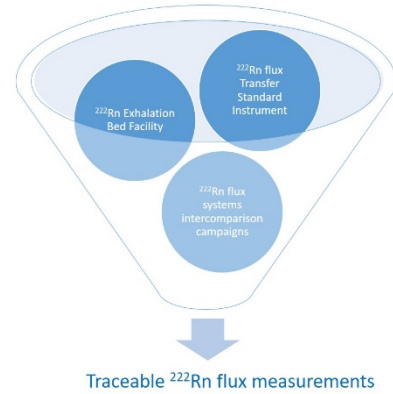 ²²²Rn flux
Transfer
Standard
Instrument
²²²Rn Exhalation
Bed Facility
²²²Rn flux
systems
intercomparison
campaigns
Traceable ²²²Rn flux measurements